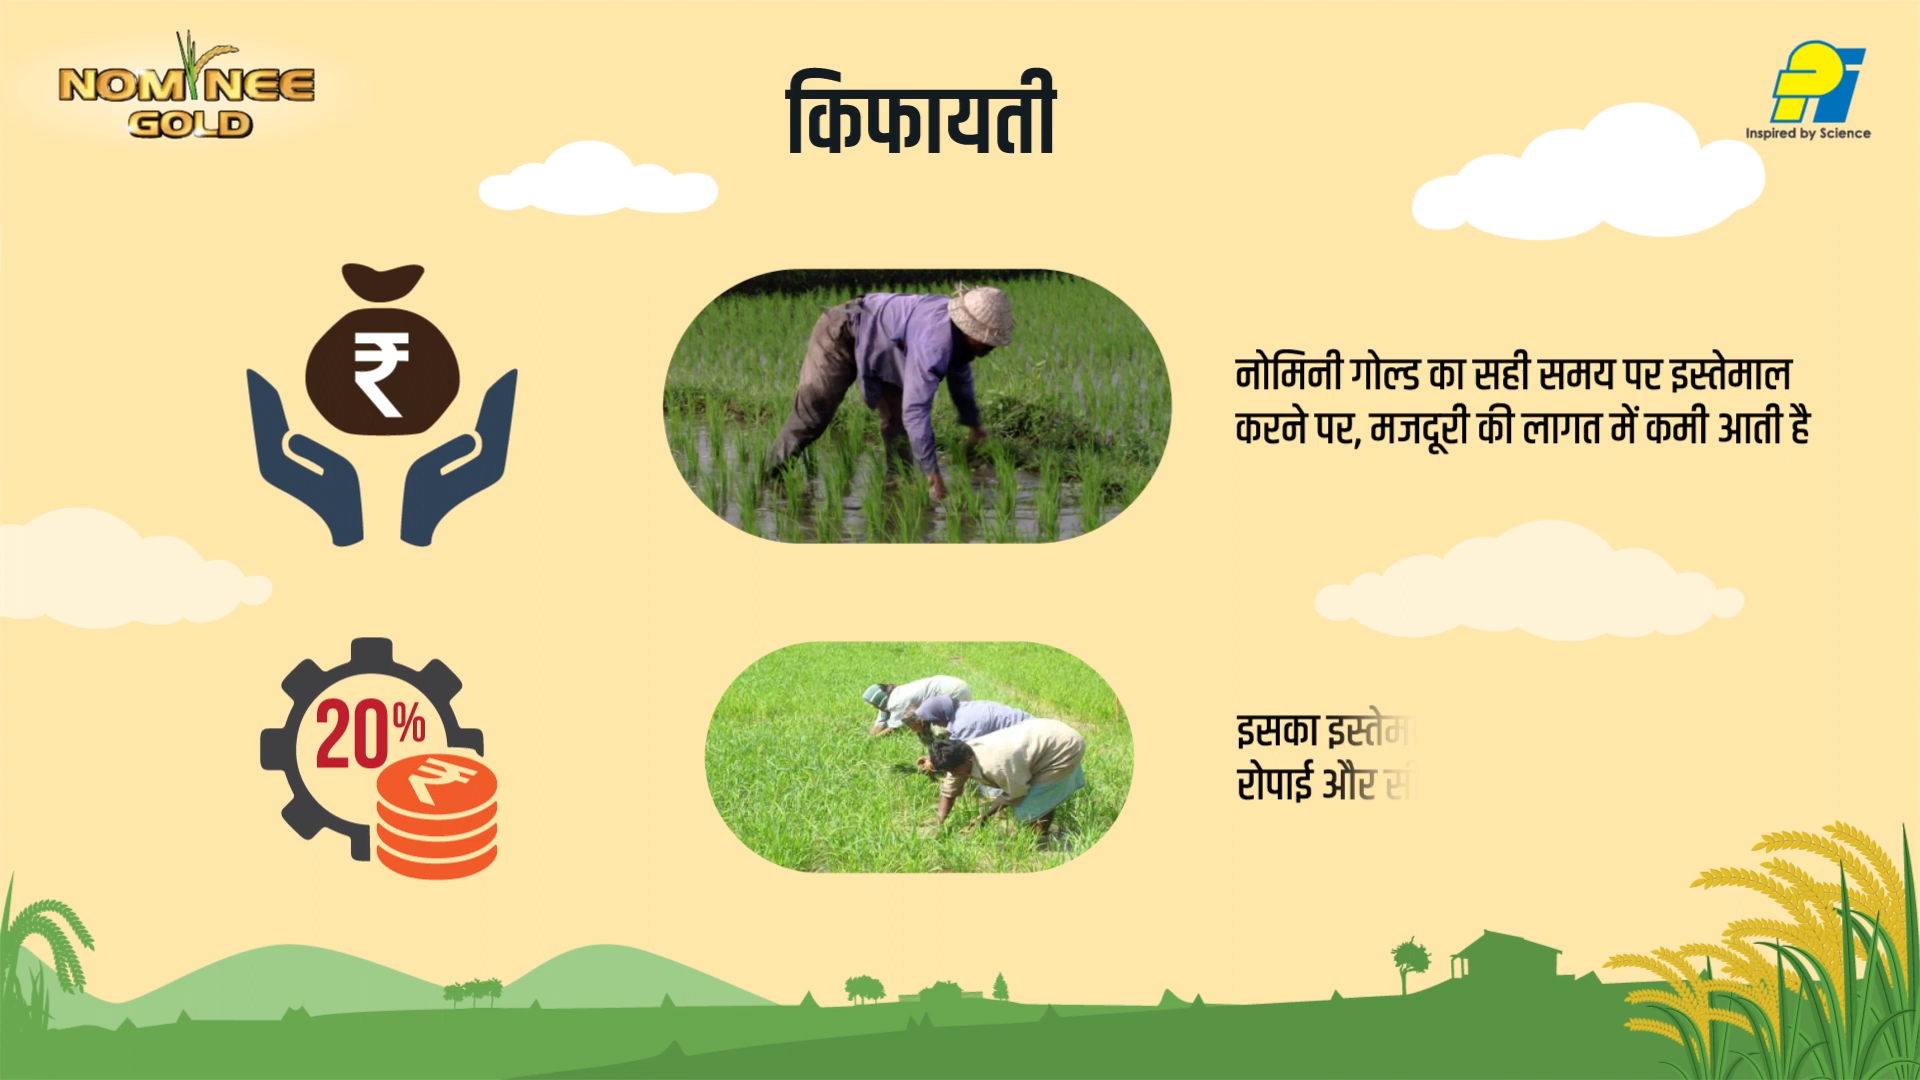 NOMINEE
GOLD
किफायती
PI
Inspired by Science
₹
नोमिनी गोल्ड का सही समय पर इस्तेमाल
करने पर, मजदूरी की लागत में कमी आती है
20%
₹
इसका
रोपाई और